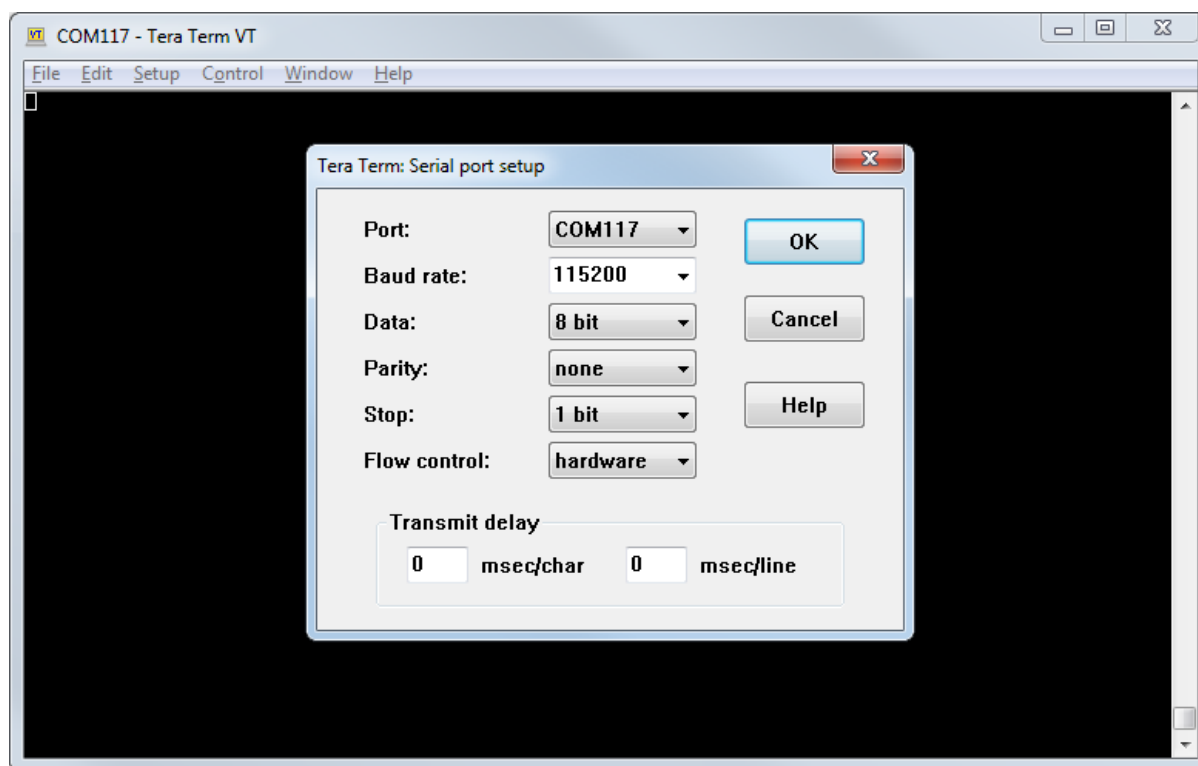 VT COM117 - Tera Term VT
File Edit Setup Control Window Help
Tera Term: Serial port setup
Port: COM117 OK
Baud rate: 115200
Data: 8 bit Cancel
Parity: none
Stop: 1 bit Help
Flow control: hardware
Transmit delay
0 msec/char 0 msec/line